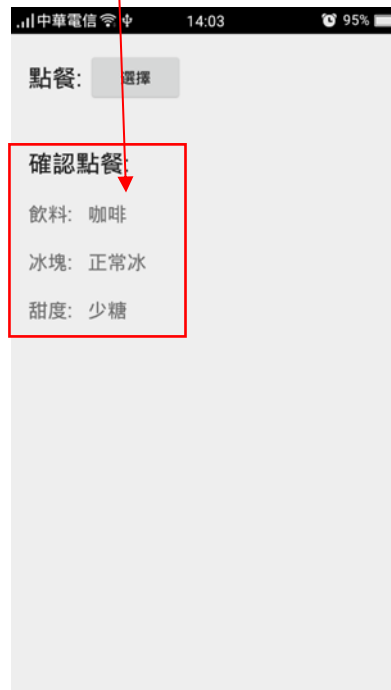 中華電信 14:03 95%
點餐: 選擇
確認點餐:
飲料: 咖啡
冰塊: 正常冰
甜度: 少糖